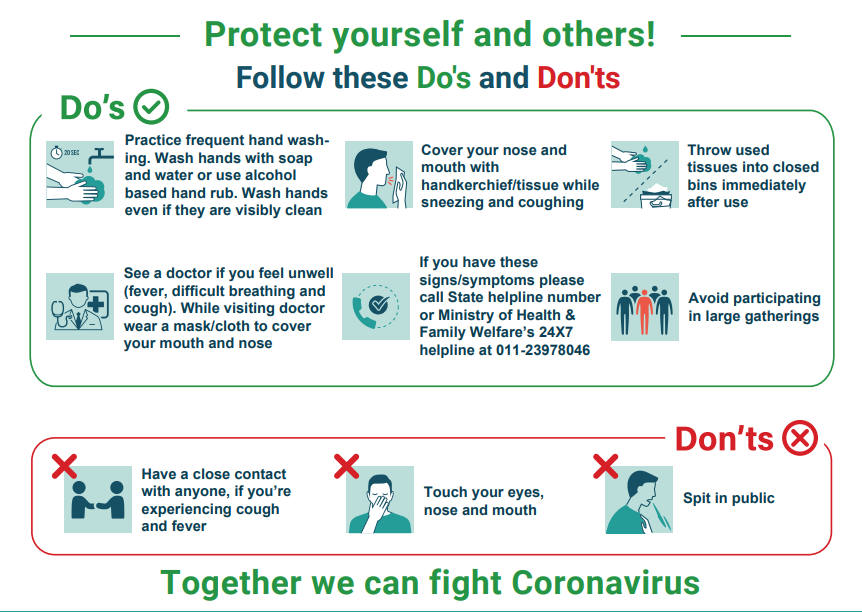 Protect yourself and others!
Follow these Do's and Don'ts
Do's
20 SEC
Practice frequent hand wash-
ing. Wash hands with soap
and water or use alcohol
based hand rub. Wash hands
even if they are visibly clean
Cover your nose and
mouth with
handkerchief/tissue while
sneezing and coughing
Throw used
tissues into closed
bins immediately
after use
See a doctor if you feel unwell
(fever, difficult breathing and
cough). While visiting doctor
wear a mask/cloth to cover
your mouth and nose
If you have these
signs/symptoms please
call State helpline number
or Ministry of Health &
Family Welfare's 24X7
helpline at 011-23978046
Avoid participating
in large gatherings
Don'ts
Have a close contact
with anyone, if you're
experiencing cough
and fever
Touch your eyes,
nose and mouth
Spit in public
Together we can fight Coronavirus